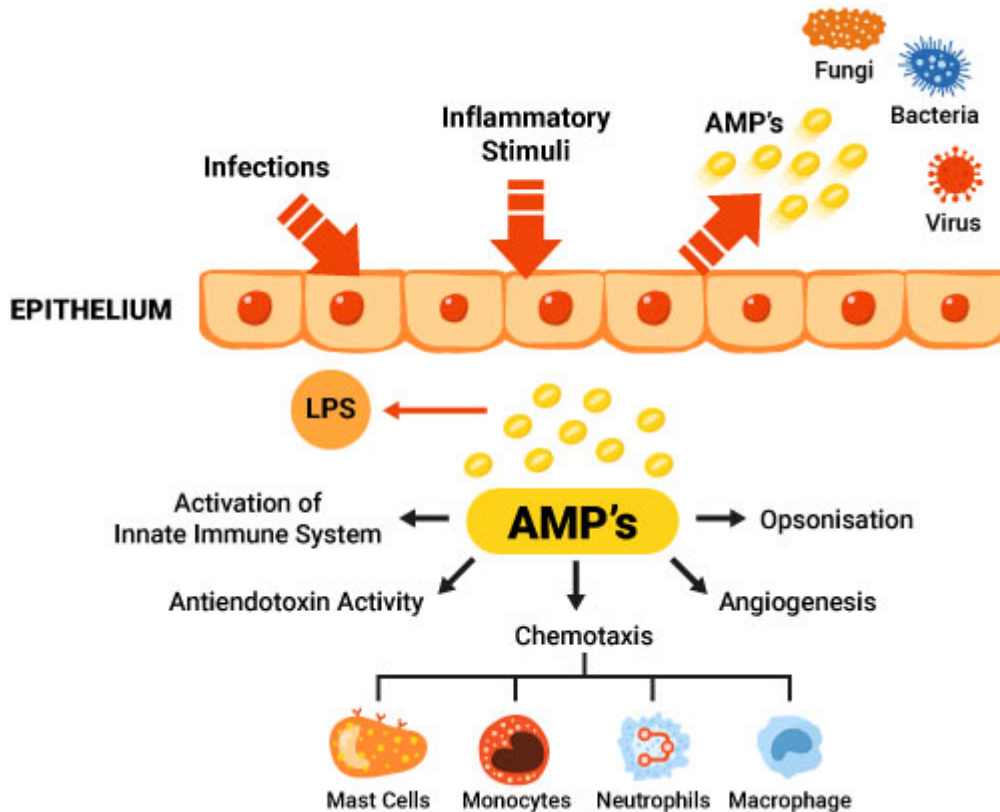 Fungi
Bacteria
AMP's
Virus
Inflammatory
Stimuli
Infections
EPITHELIUM
LPS
AMP's
Activation of
Innate Immune System
Opsonisation
Antiendotoxin Activity
Angiogenesis
Chemotaxis
Mast Cells
Monocytes
Neutrophils
Macrophage